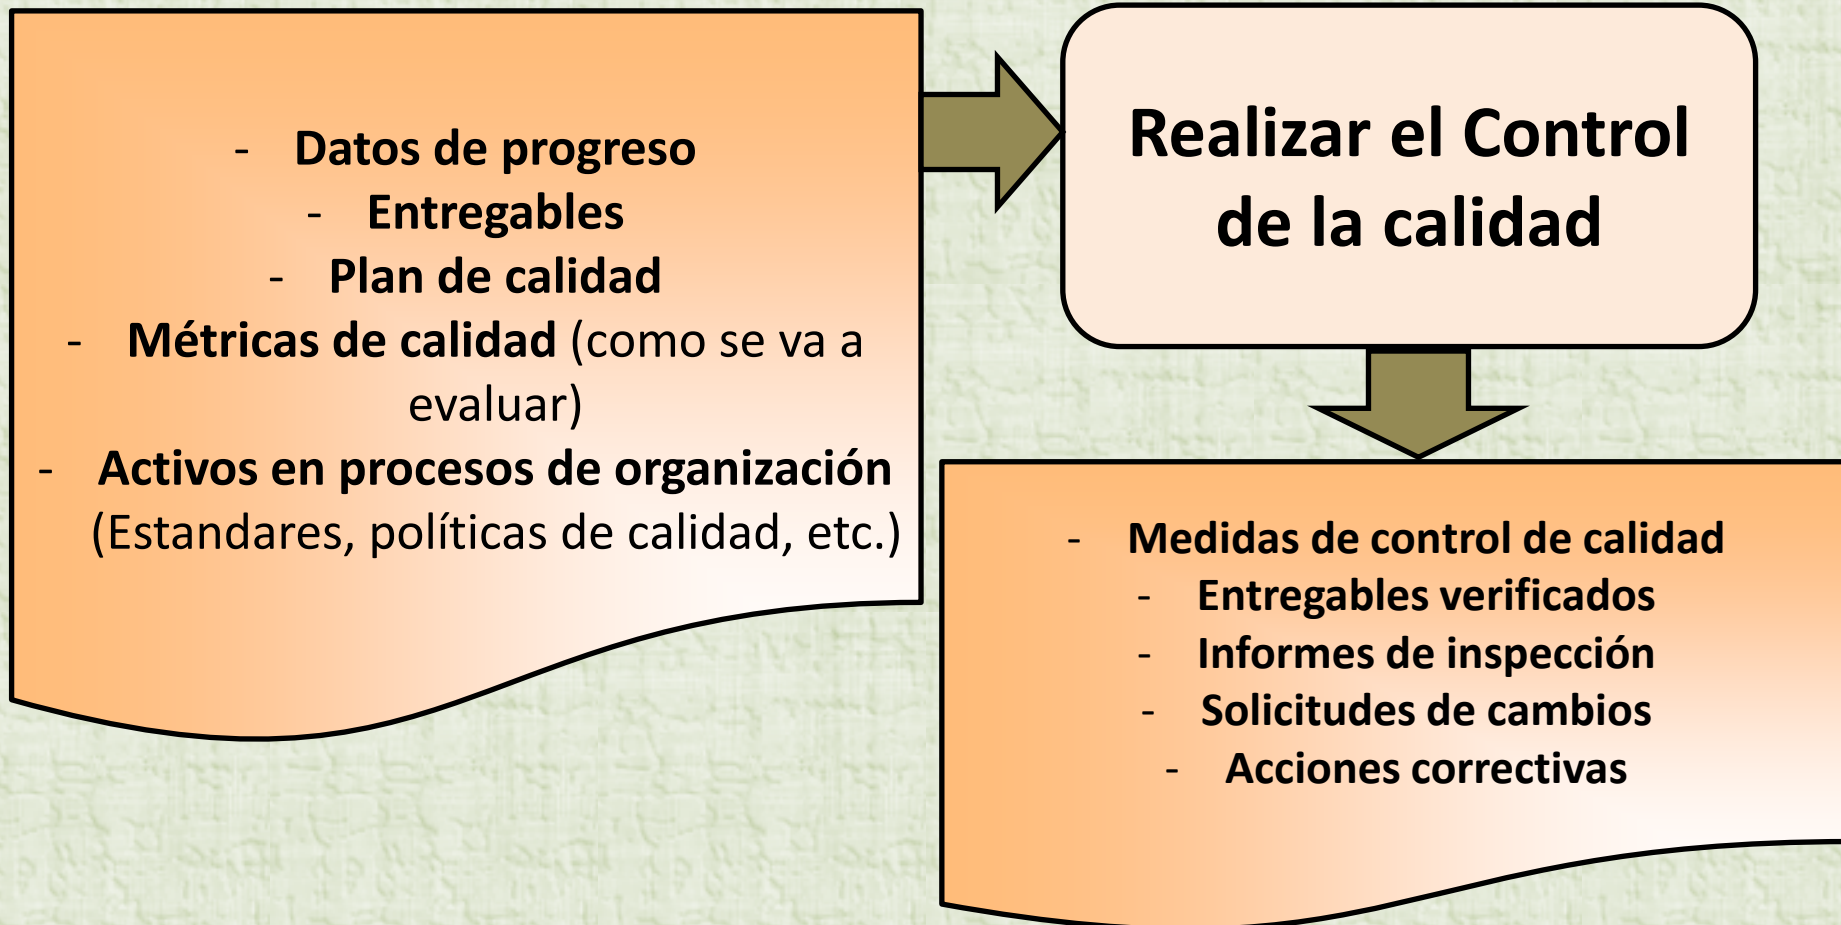 - Datos de progreso
- Entregables
- Plan de calidad
- Métricas de calidad (como se va a
evaluar)
- Activos en procesos de organización
(Estandares, políticas de calidad, etc.)
Realizar el Control
de la calidad
- Medidas de control de calidad
- Entregables verificados
- Informes de inspección
- Solicitudes de cambios
- Acciones correctivas